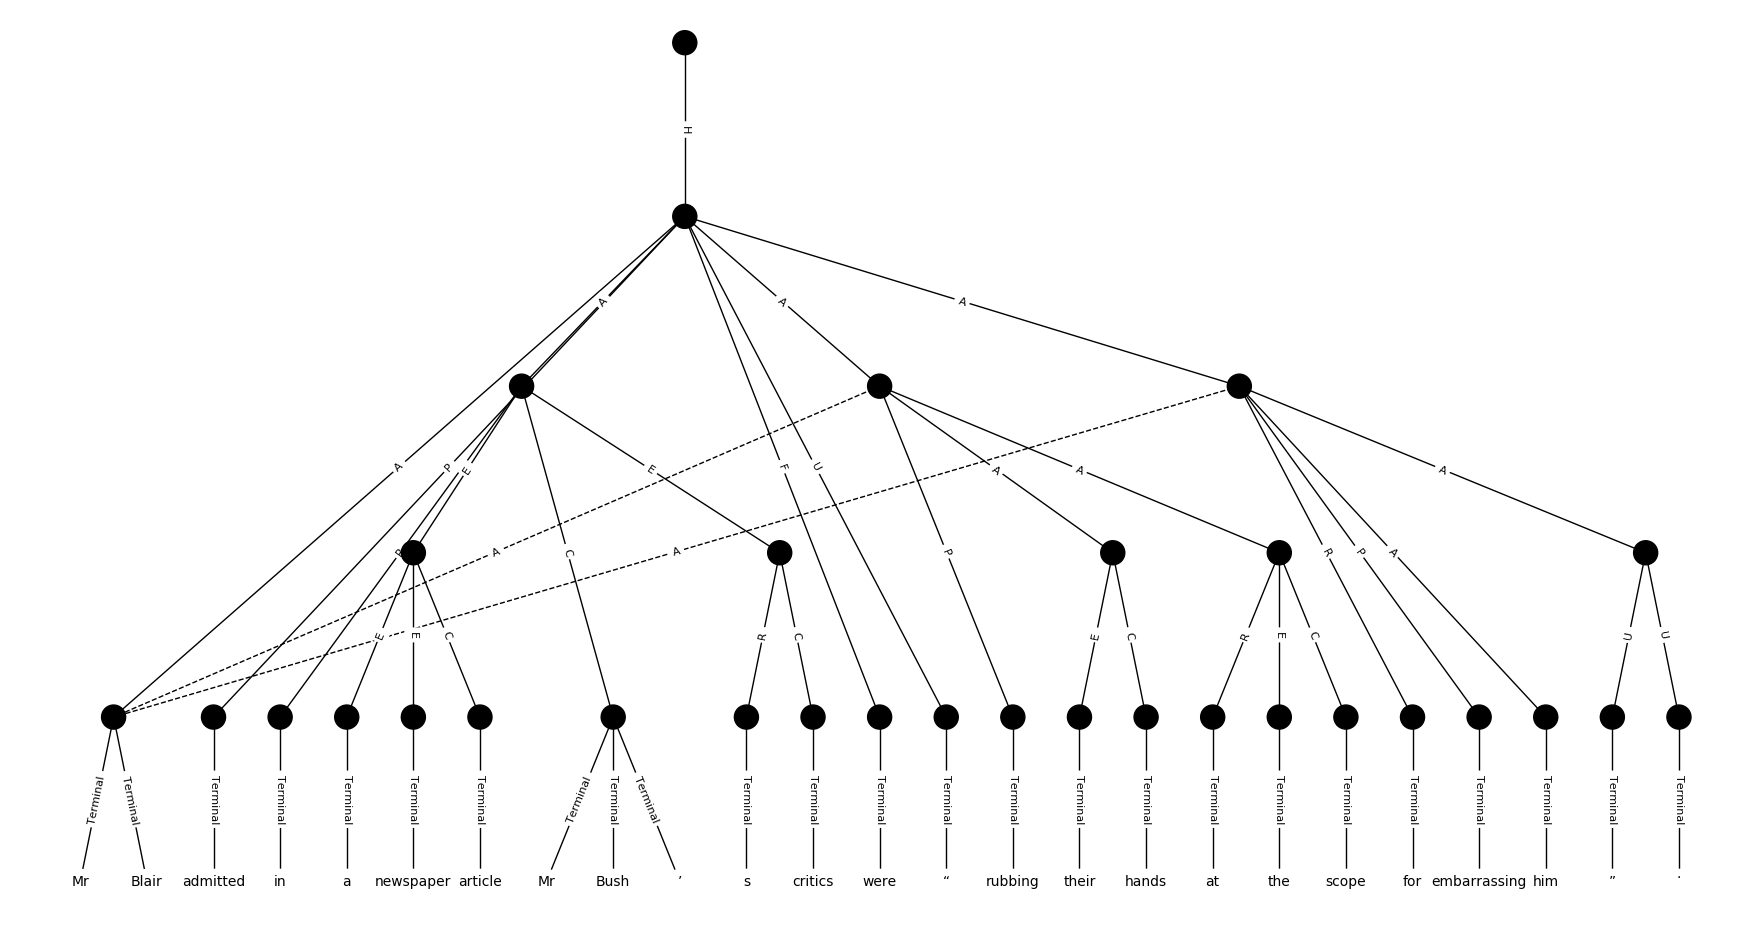 H
A A A
A P E E F U A A A
R A C P R P A
A
E E C R C E C R E C U U
Terminal Terminal Terminal Terminal Terminal Terminal Terminal Terminal Terminal Terminal Terminal Terminal Terminal Terminal Terminal Terminal Terminal Terminal Terminal Terminal Terminal Terminal Terminal Terminal Terminal
Mr Blair admitted in a newspaper article Mr Bush ’ s critics were “ rubbing their hands at the scope for embarrassing him ” .